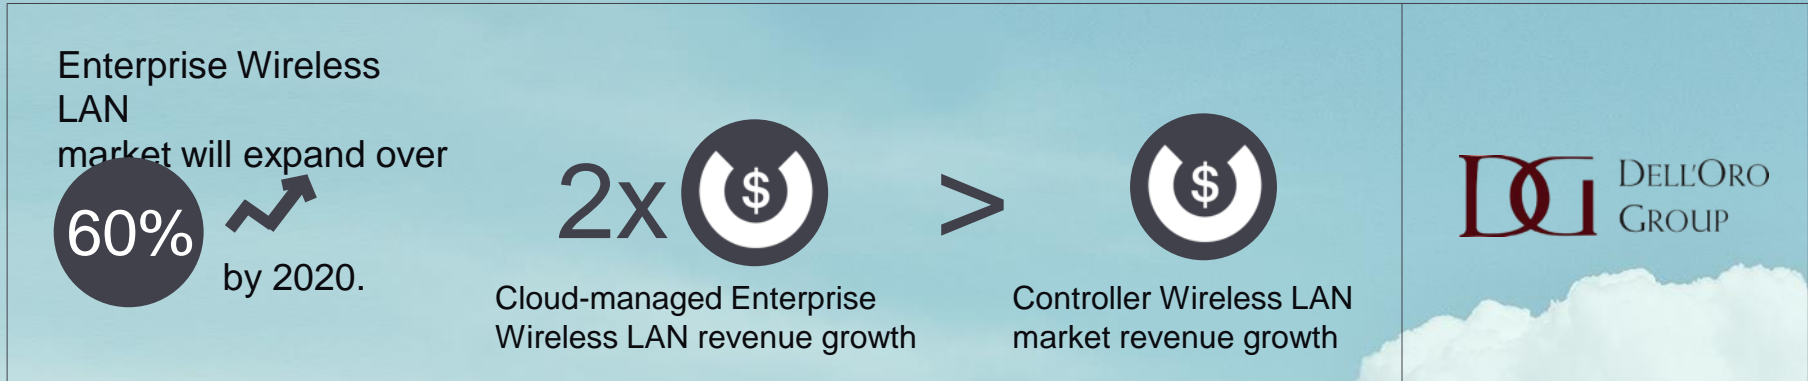 Enterprise Wireless
LAN
market will expand over
60%
by 2020.
2x $
Cloud-managed Enterprise
Wireless LAN revenue growth
>
$
Controller Wireless LAN
market revenue growth
DG
DELL'ORO
GROUP